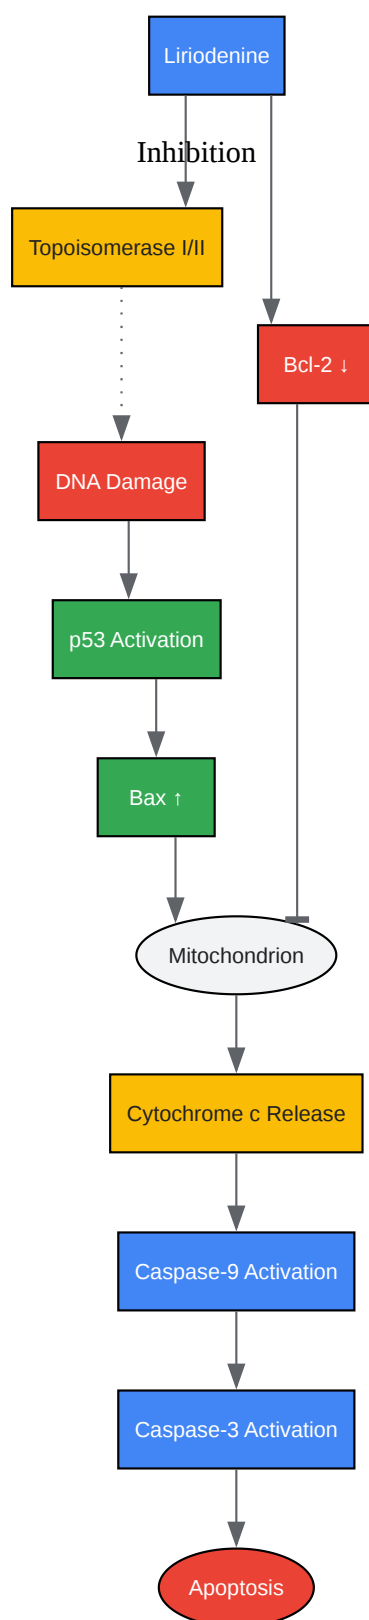 Liriodenine
Inhibition
Topoisomerase I/II
Bcl-2 ↓
DNA Damage
p53 Activation
Bax ↑
Mitochondrion
Cytochrome c Release
Caspase-9 Activation
Caspase-3 Activation
Apoptosis